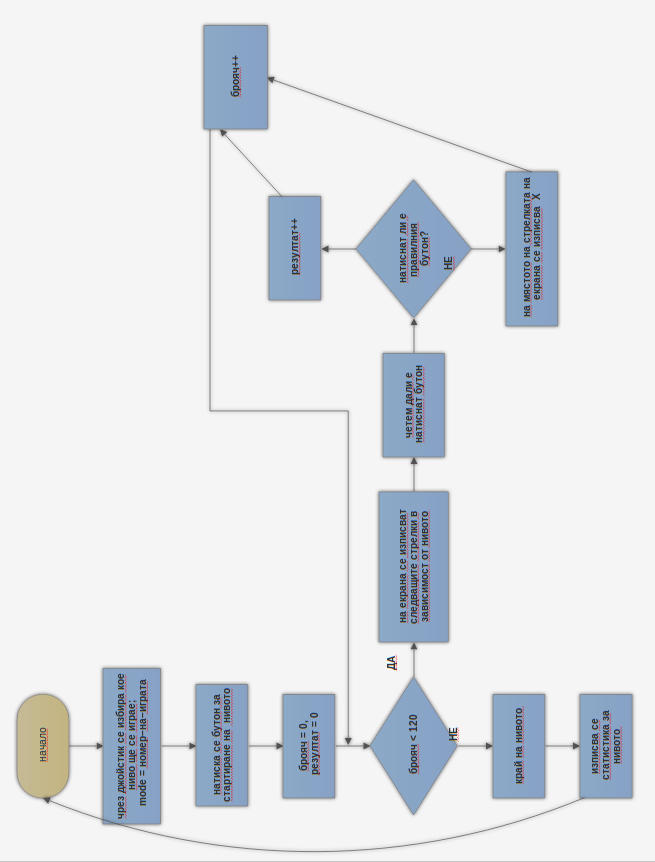 начало
чрез джойстик се избира кое
ниво ще се играе;
mode = номер-на-играта
натиска се бутон за
стартиране на нивото
брояч = 0,
резултат = 0
брояч < 120
НЕ
край на нивото
изписва се
статистика за
нивото
ДА
на екрана се изписват
следващите стрелки в
зависимост от нивото
четем дали е
натиснат бутон
натиснат ли е
правилния
бутон?
НЕ
на мястото на стрелката на
екрана се изписва X
резултат++
брояч++